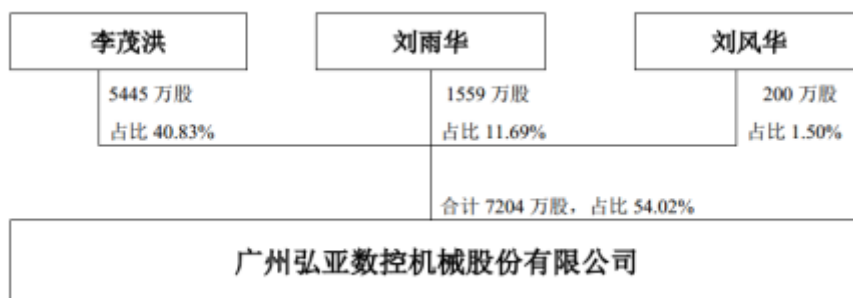 李茂洪 刘雨华 刘风华
5445 万股 1559 万股 200 万股
占比 40.83% 占比 11.69% 占比 1.50%
合计 7204 万股，占比 54.02%
广州弘亚数控机械股份有限公司